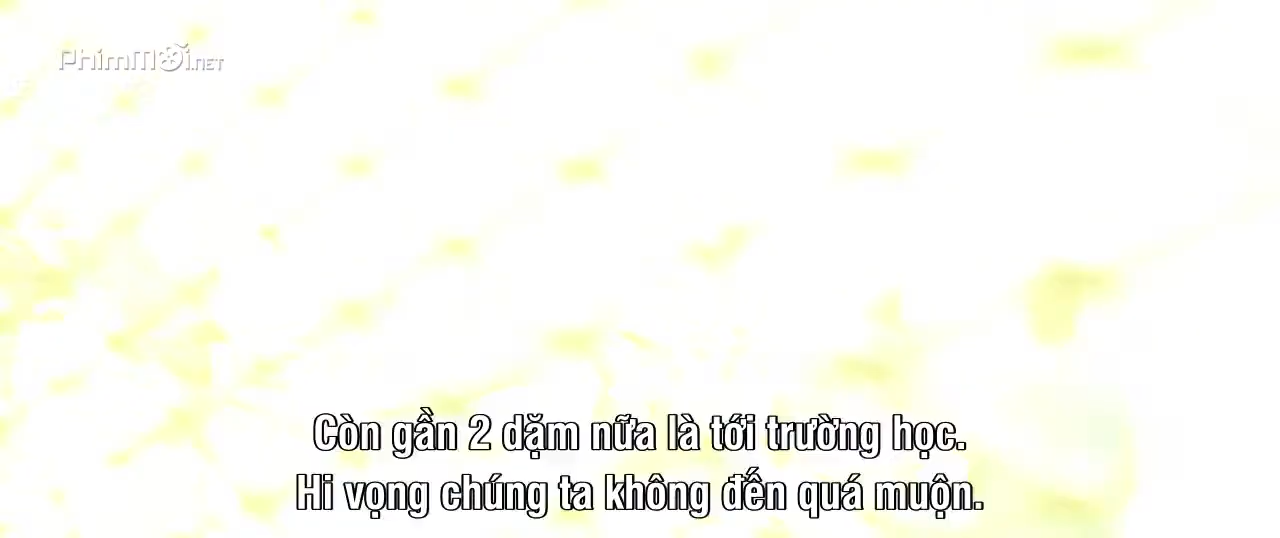 PhimMoi.NET
Còn gần 2 dặm nữa là tới trường học.
Hi vọng chúng ta không đến quá muộn.